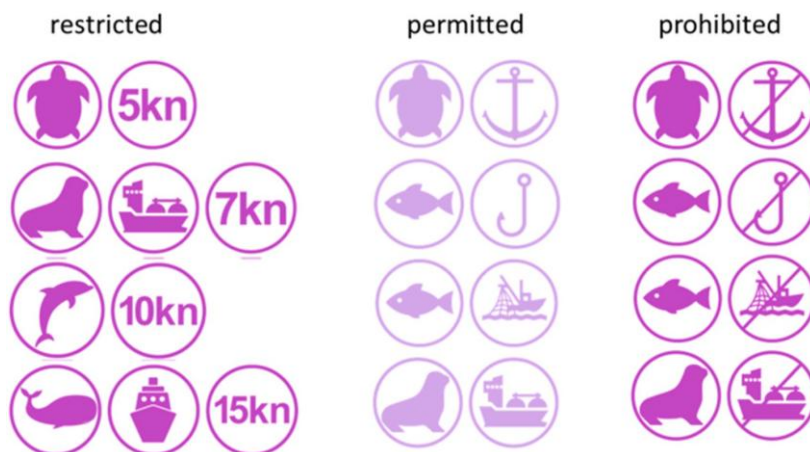 restricted permitted prohibited
5kn
7kn
10kn
15kn